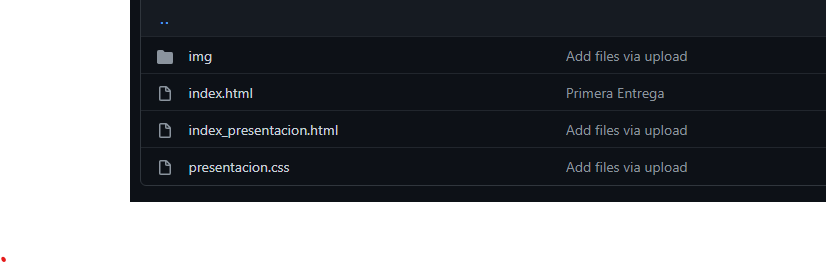 ..
img Add files via upload
index.html Primera Entrega
index_presentacion.html Add files via upload
presentacion.css Add files via upload